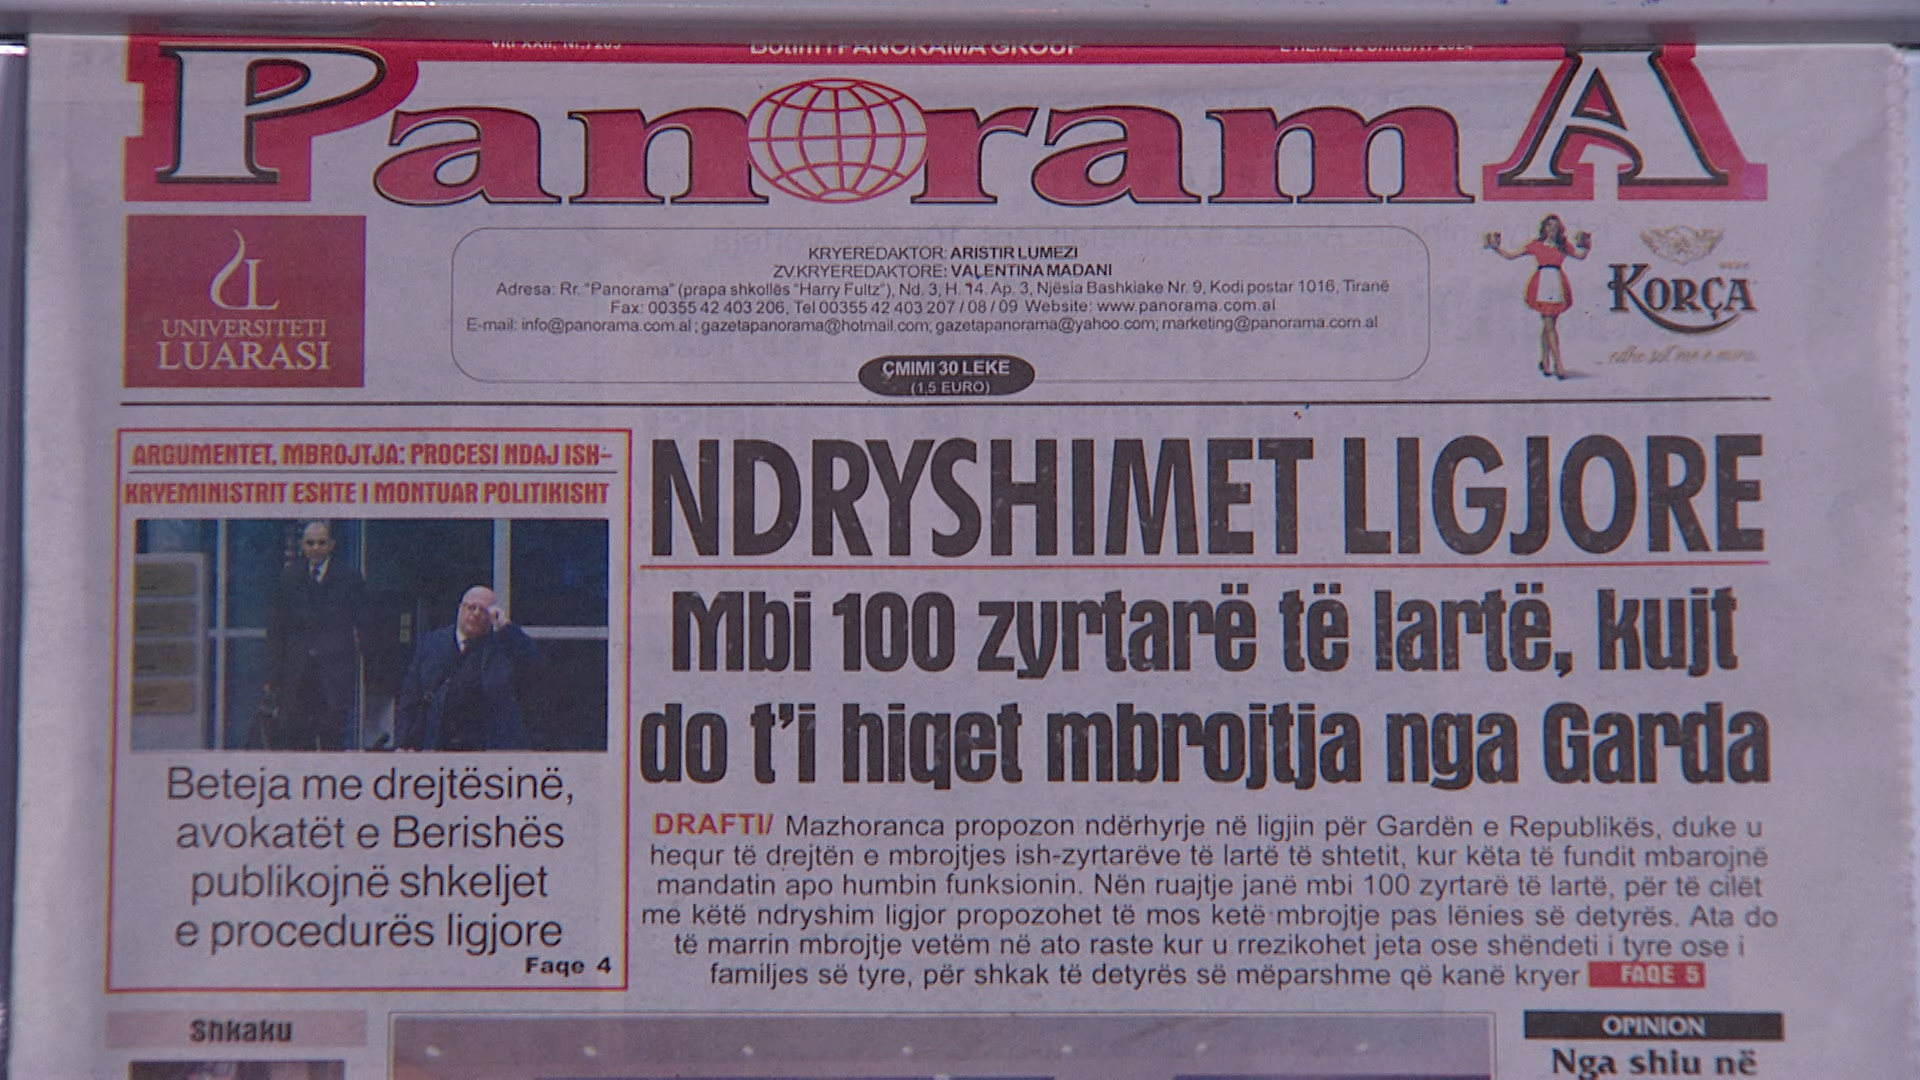 Botimi i PANORAMA GROUP
PanoramA
UL
UNIVERSITETI
LUARASI
KRYEREDAKTOR: ARISTIR LUMEZI
ZV.KRYEREDAKTORE: VALENTINA MADANI
Adresa: Rr. "Panorama" (prapa shkollës "Harry Fultz"), Nd. 3, H. 14. Ap. 3, Njësia Bashkiake Nr. 9, Kodi postar 1016, Tiranë
Fax: 00355 42 403 206, Tel 00355 42 403 207 / 08 / 09 Website: www.panorama.com.al
E-mail: info@panorama.com.al; gazetapanorama@hotmail.com; gazetapanorama@yahoo.com; marketing@panorama.com.al
ÇMIMI 30 LEKE
(1,5 EURO)
KORÇA
ARGUMENTET, MBROJTJA: PROCESI NDAJ ISH-
KRYEMINISTRIT ESHTE I MONTUAR POLITIKISHT
Beteja me drejtësinë,
avokatët e Berishës
publikojnë shkeljet
e procedurës ligjore
Faqe 4
NDRYSHIMET LIGJORE
Mbi 100 zyrtarë të lartë, kujt
do t'i hiqet mbrojtja nga Garda
DRAFTI/ Mazhoranca propozon ndërhyrje në ligjin për Gardën e Republikës, duke u
hequr të drejtën e mbrojtjes ish-zyrtarëve të lartë të shtetit, kur këta të fundit mbarojnë
mandatin apo humbin funksionin. Nën ruajtje janë mbi 100 zyrtarë të lartë, për të cilët
me këtë ndryshim ligjor propozohet të mos ketë mbrojtje pas lënies së detyrës. Ata do
të marrin mbrojtje vetëm në ato raste kur u rrezikohet jeta ose shëndeti i tyre ose i
familjes së tyre, për shkak të detyrës së mëparshme që kanë kryer FAQE 5
Shkaku
OPINION
Nga shiu në